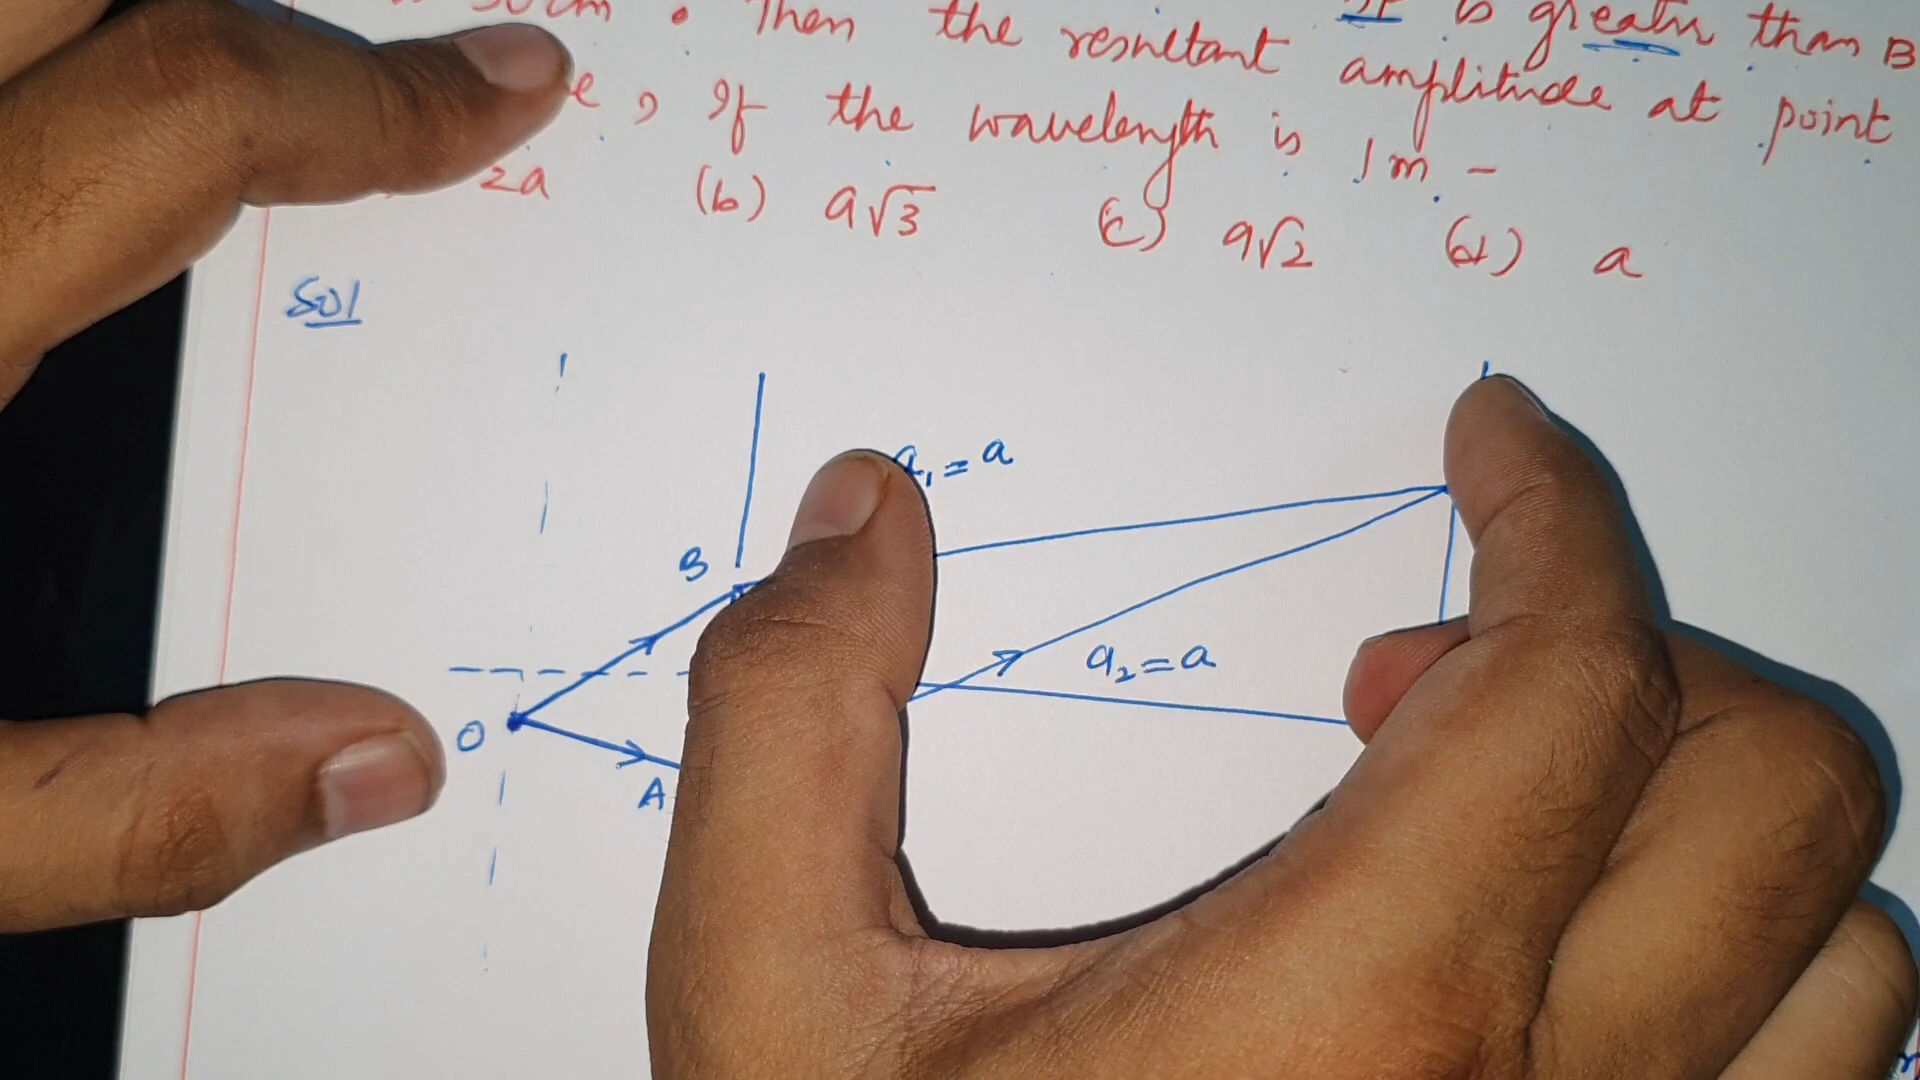 50cm. Then the resultant is greater than B
, If the wavelength is 1m - amplitude at point
2a (b) a√3 (c) a√2 (d) a
Sol
a₁ = a
B
a₂ = a
O
A